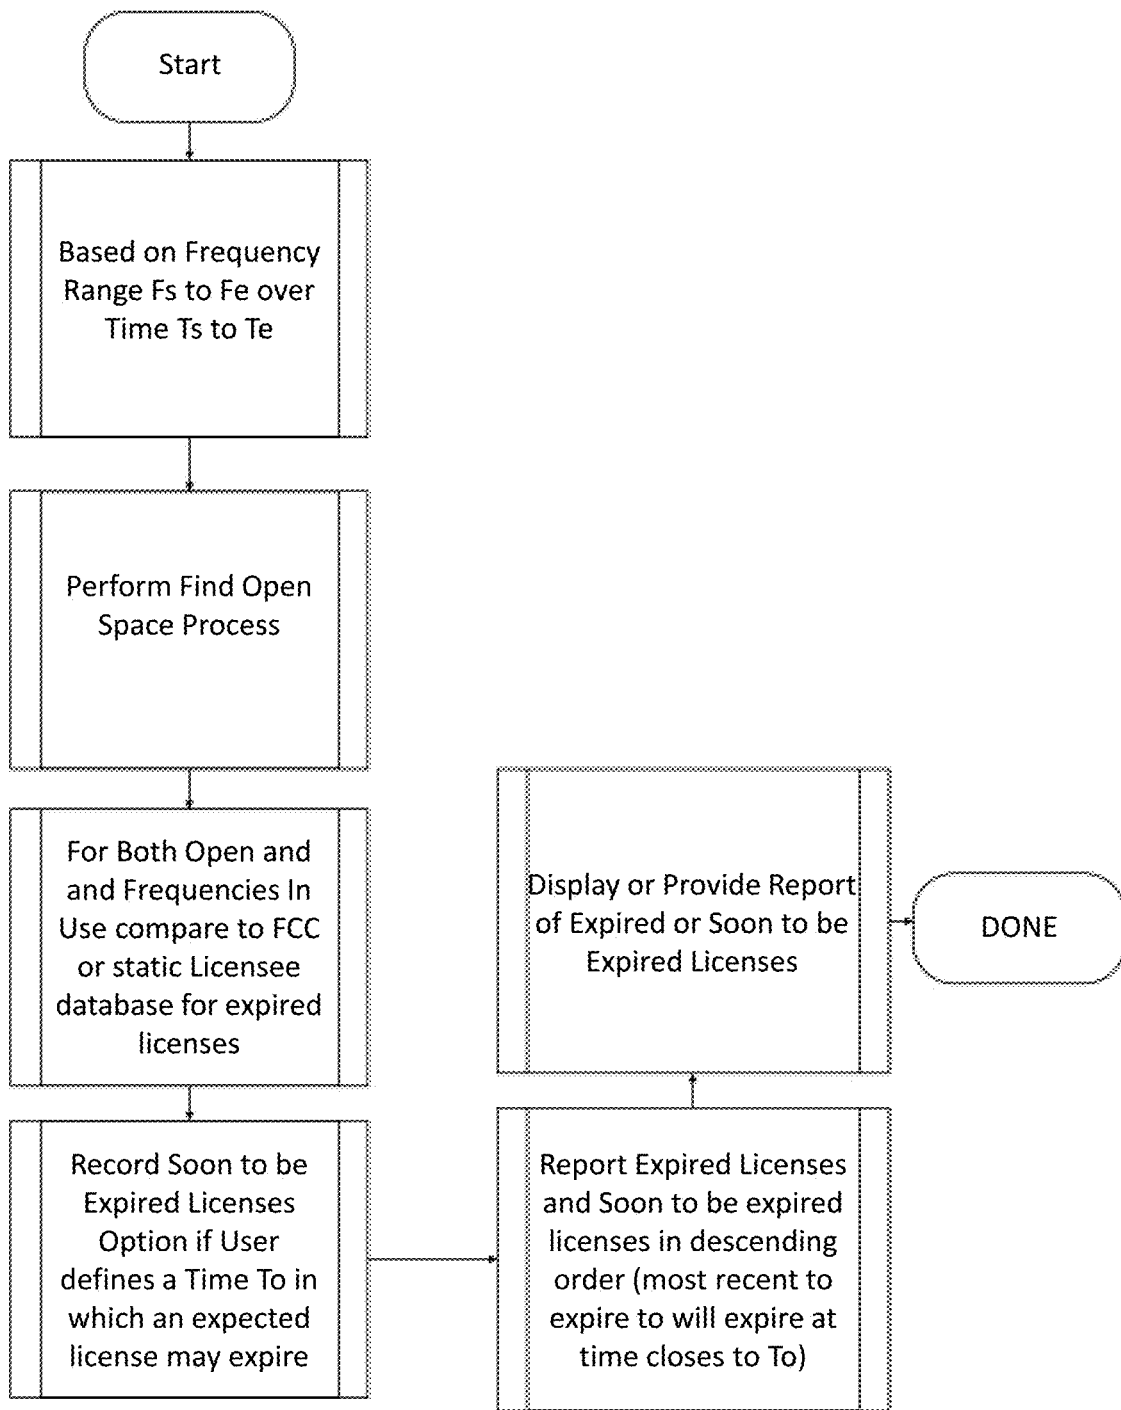 Start
Based on Frequency
Range Fs to Fe over
Time Ts to Te
Perform Find Open
Space Process
For Both Open and
and Frequencies In
Use compare to FCC
or static Licensee
database for expired
licenses
Record Soon to be
Expired Licenses
Option if User
defines a Time To in
which an expected
license may expire
Report Expired Licenses
and Soon to be expired
licenses in descending
order (most recent to
expire to will expire at
time closes to To)
Display or Provide Report
of Expired or Soon to be
Expired Licenses
DONE